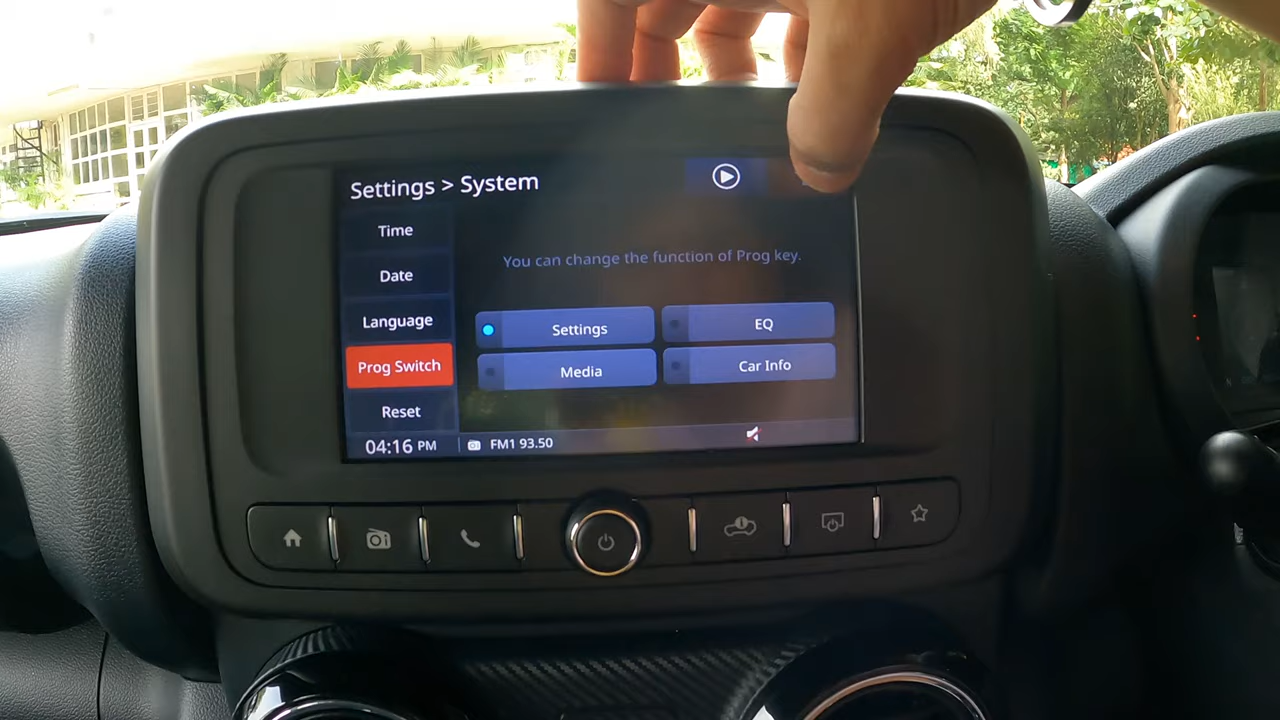 Settings > System
Time
Date
Language
Prog Switch
Reset
You can change the function of Prog key.
Settings
EQ
Media
Car Info
04:16 PM
FM1 93.50